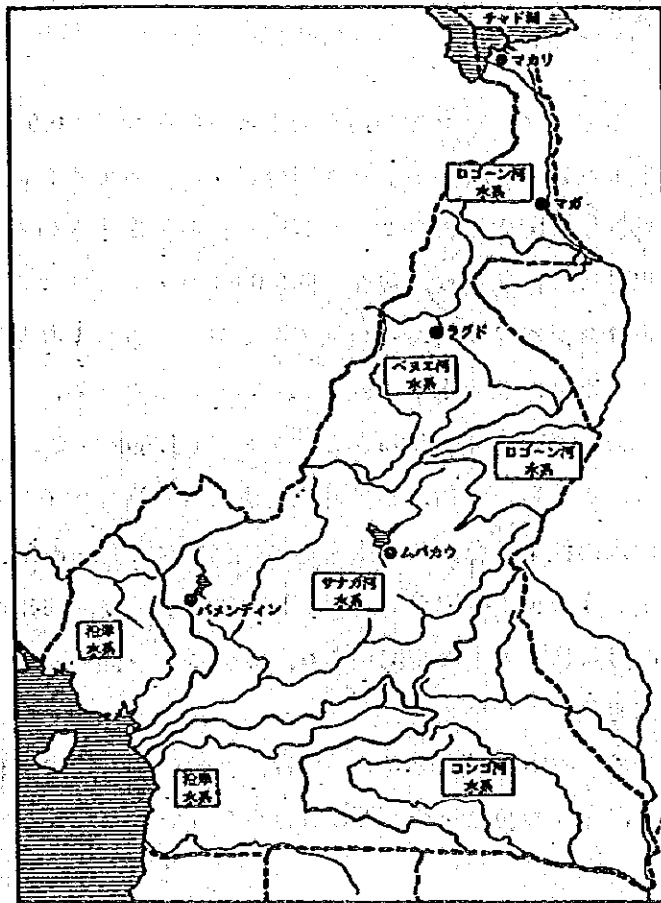 チャド湖
マカリ
ロゴーン河
水系
マガ
ラグド
ベヌエ河
水系
ロゴーン河
水系
ムバカウ
サナガ河
水系
バメンディン
沿岸
水系
沿岸
水系
コンゴ河
水系